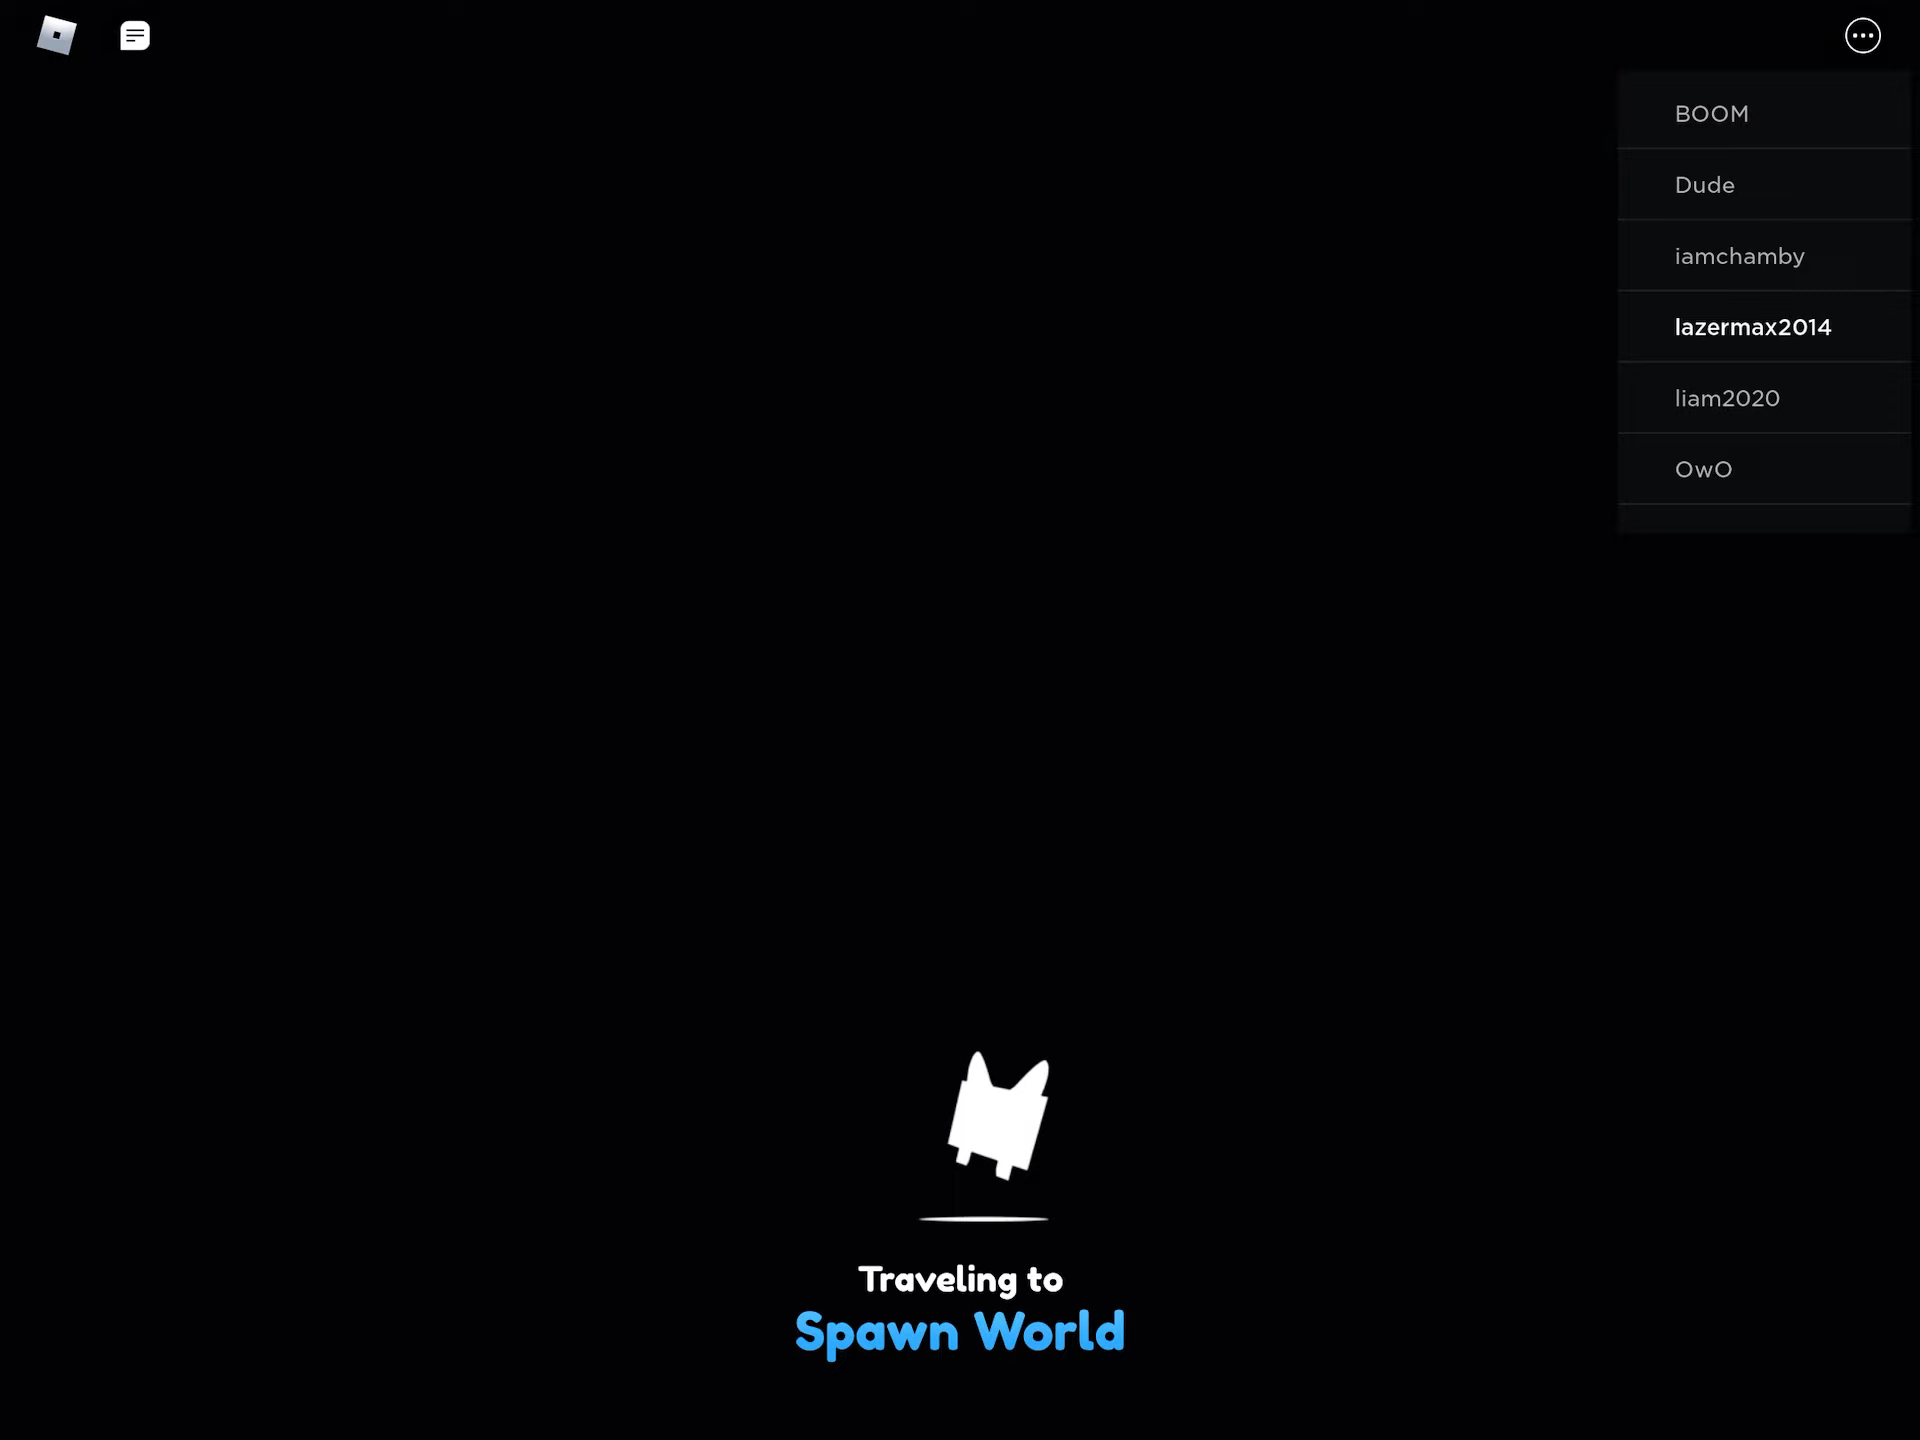 BOOM
Dude
iamchamby
lazermax2014
liam2020
OwO
Traveling to
Spawn World